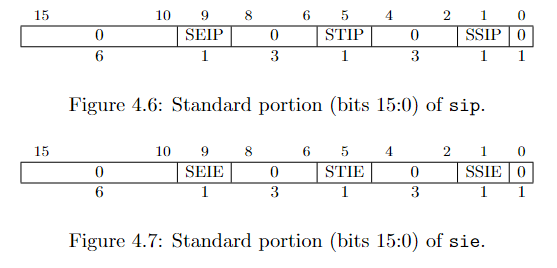 15 10 9 8 6 5 4 2 1 0
0 SEIP 0 STIP 0 SSIP 0
6 1 3 1 3 1 1
Figure 4.6: Standard portion (bits 15:0) of sip.
15 10 9 8 6 5 4 2 1 0
0 SEIE 0 STIE 0 SSIE 0
6 1 3 1 3 1 1
Figure 4.7: Standard portion (bits 15:0) of sie.